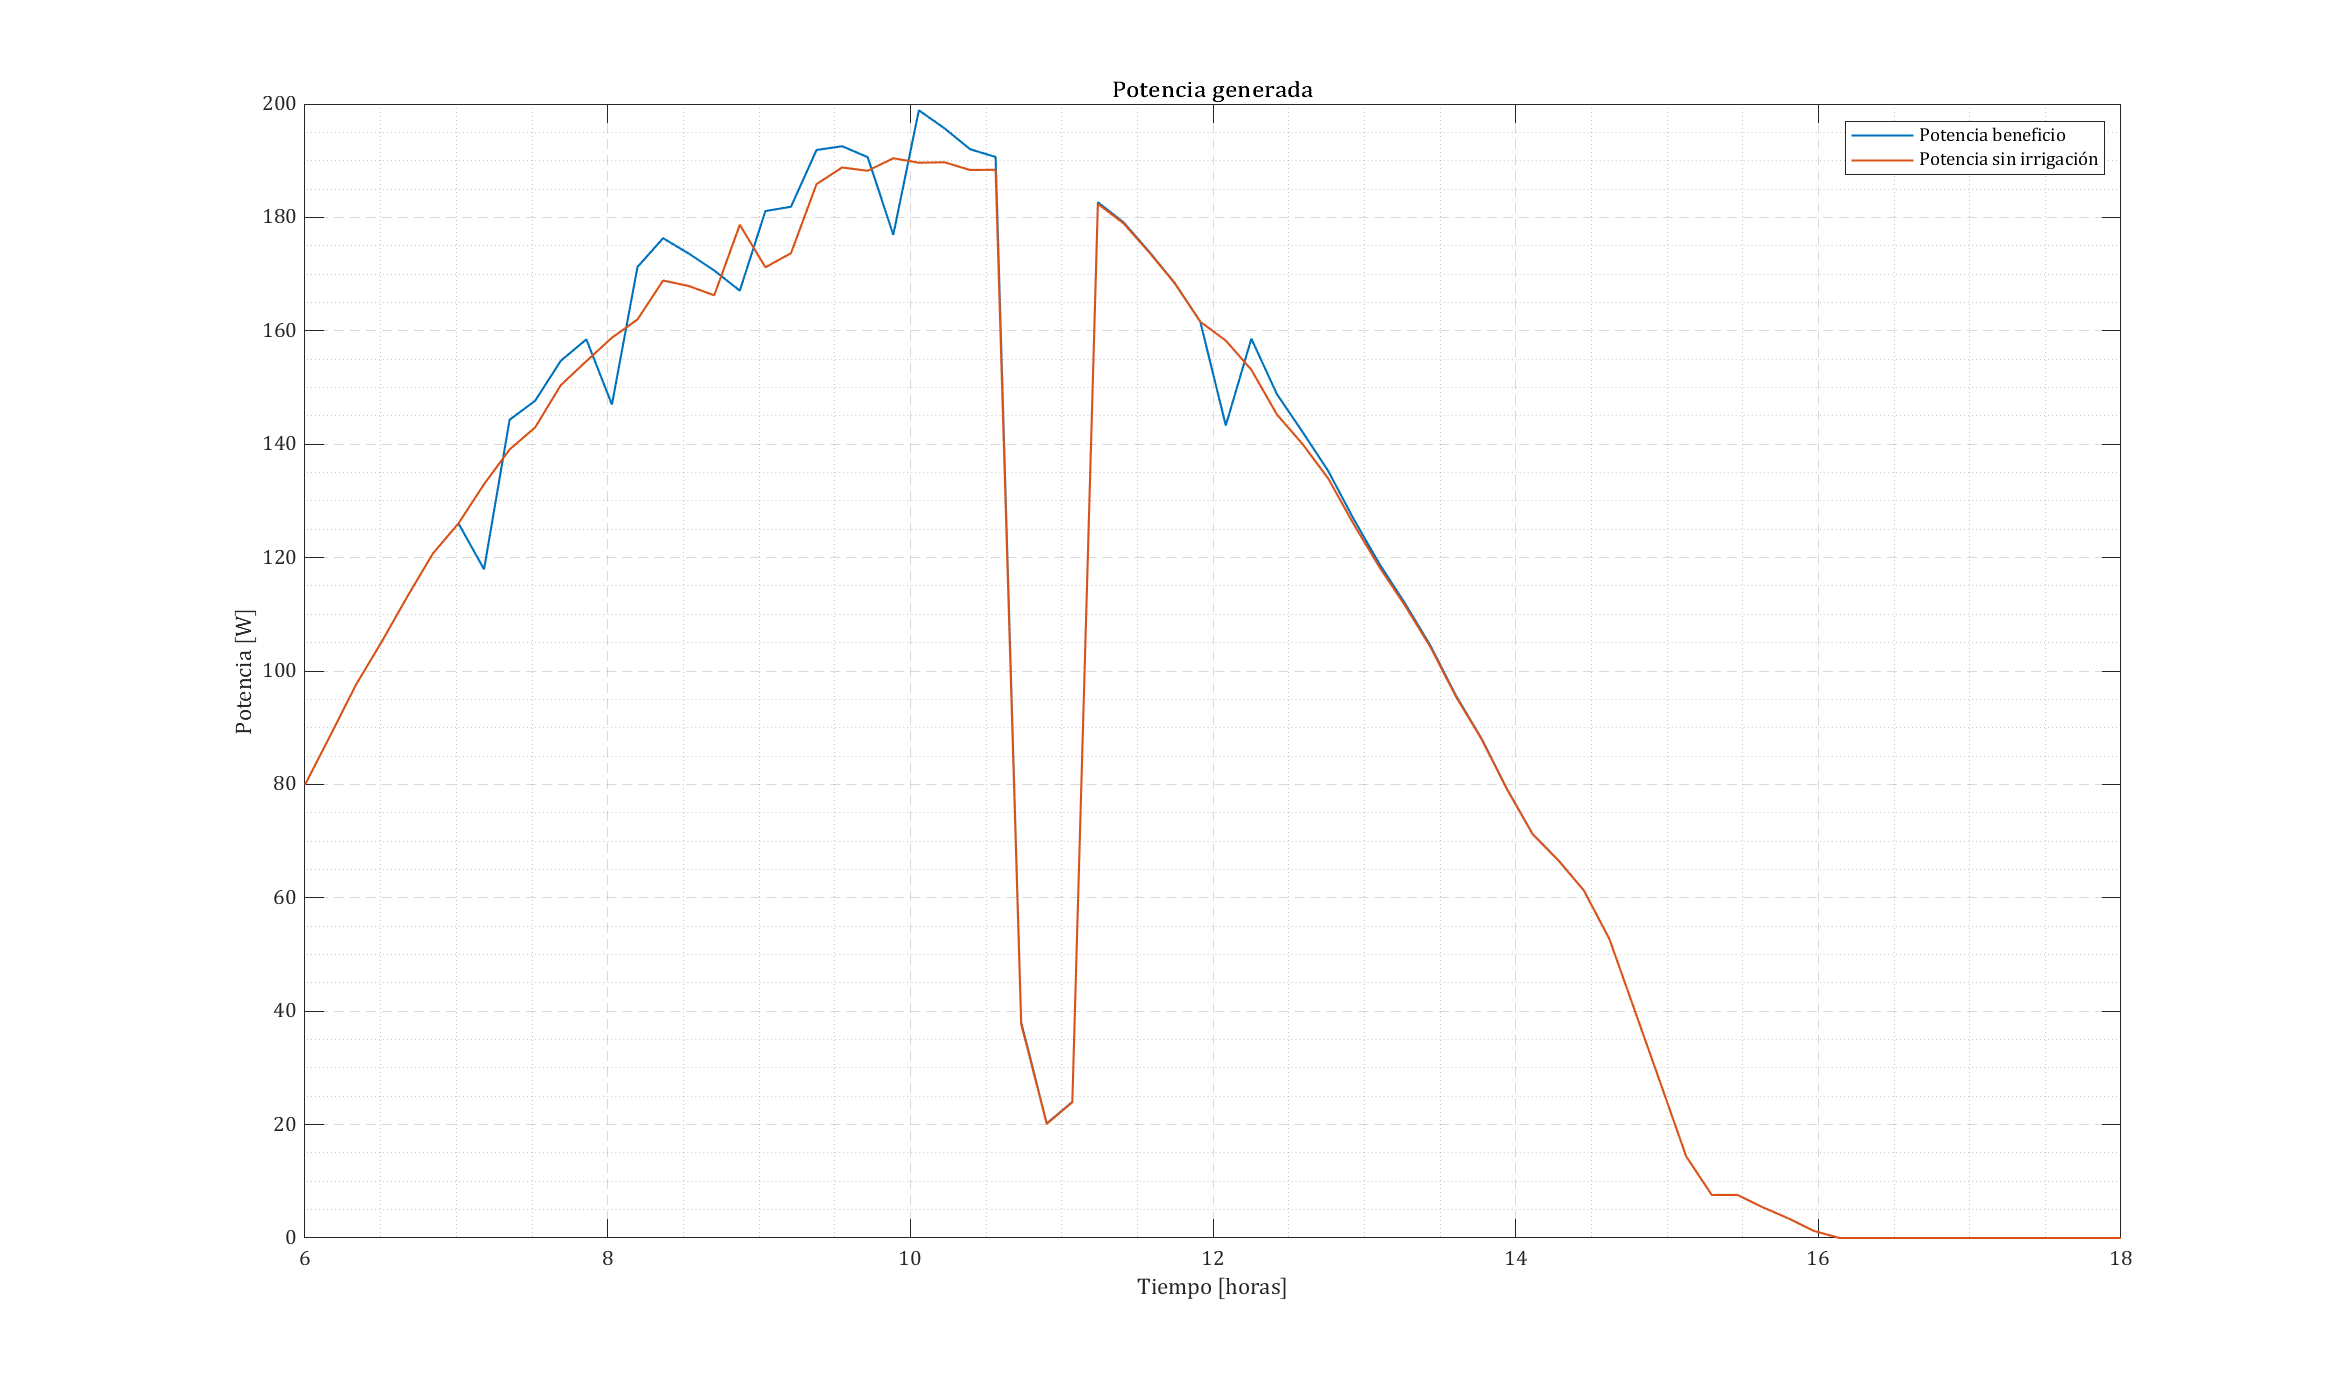 Potencia generada
Potencia beneficio
Potencia sin irrigación
Potencia [W]
200
180
160
140
120
100
80
60
40
20
0
6 8 10 12 14 16 18
Tiempo [horas]